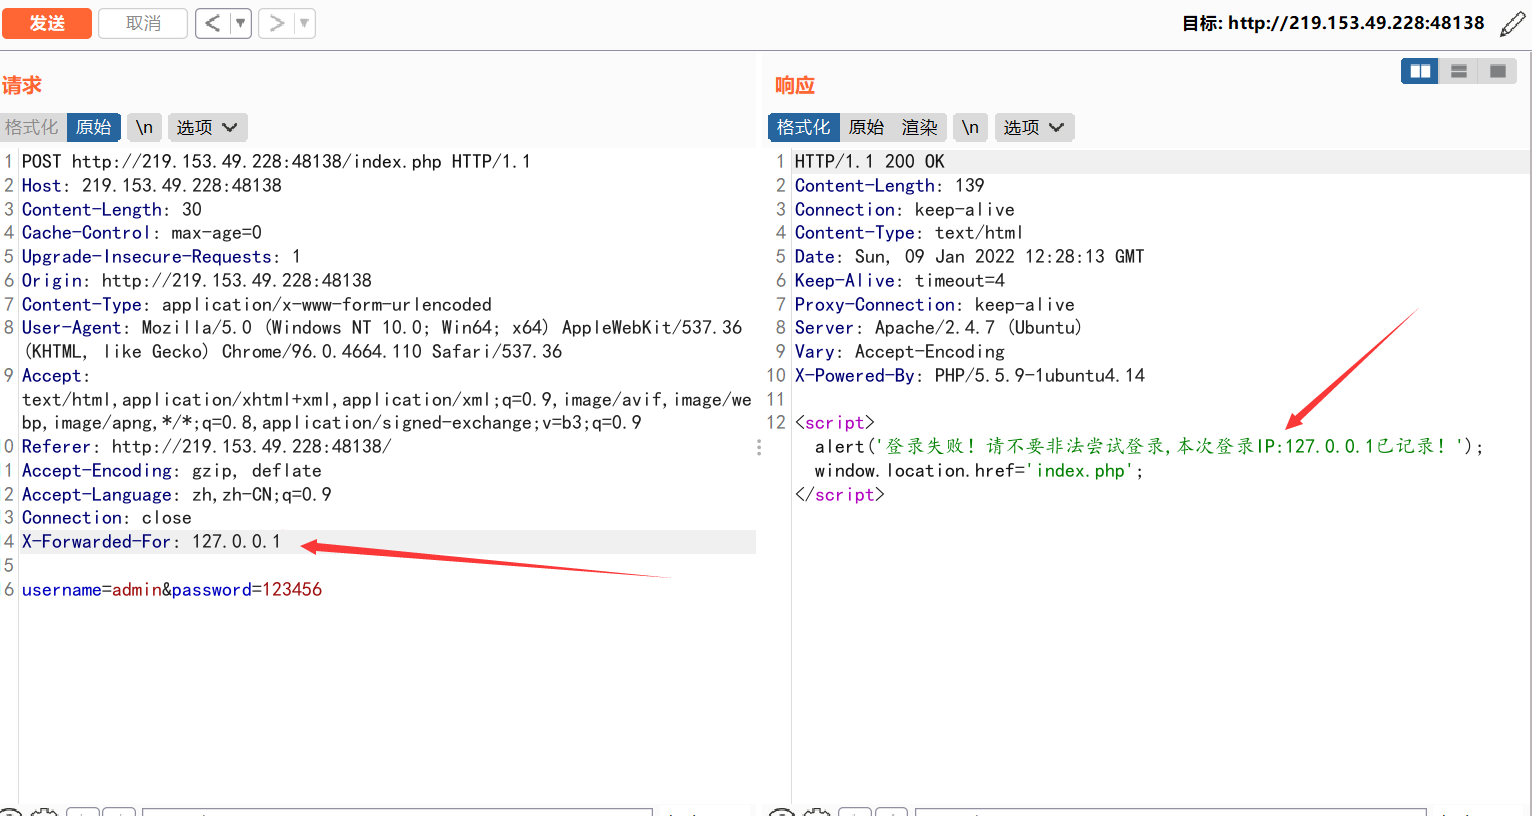 发送 取消 < ▼ > ▼ 目标: http://219.153.49.228:48138
请求
格式化 原始 \n 选项
1 POST http://219.153.49.228:48138/index.php HTTP/1.1
2 Host: 219.153.49.228:48138
3 Content-Length: 30
4 Cache-Control: max-age=0
5 Upgrade-Insecure-Requests: 1
6 Origin: http://219.153.49.228:48138
7 Content-Type: application/x-www-form-urlencoded
8 User-Agent: Mozilla/5.0 (Windows NT 10.0; Win64; x64) AppleWebKit/537.36
(KHTML, like Gecko) Chrome/96.0.4664.110 Safari/537.36
9 Accept:
text/html,application/xhtml+xml,application/xml;q=0.9,image/avif,image/we
bp,image/apng,*/*;q=0.8,application/signed-exchange;v=b3;q=0.9
0 Referer: http://219.153.49.228:48138/
1 Accept-Encoding: gzip, deflate
2 Accept-Language: zh,zh-CN;q=0.9
3 Connection: close
4 X-Forwarded-For: 127.0.0.1
5
6 username=admin&password=123456
响应
格式化 原始 渲染 \n 选项
1 HTTP/1.1 200 OK
2 Content-Length: 139
3 Connection: keep-alive
4 Content-Type: text/html
5 Date: Sun, 09 Jan 2022 12:28:13 GMT
6 Keep-Alive: timeout=4
7 Proxy-Connection: keep-alive
8 Server: Apache/2.4.7 (Ubuntu)
9 Vary: Accept-Encoding
10 X-Powered-By: PHP/5.5.9-1ubuntu4.14
11
12 <script>
alert('登录失败！请不要非法尝试登录,本次登录IP:127.0.0.1已记录！');
window.location.href='index.php';
</script>